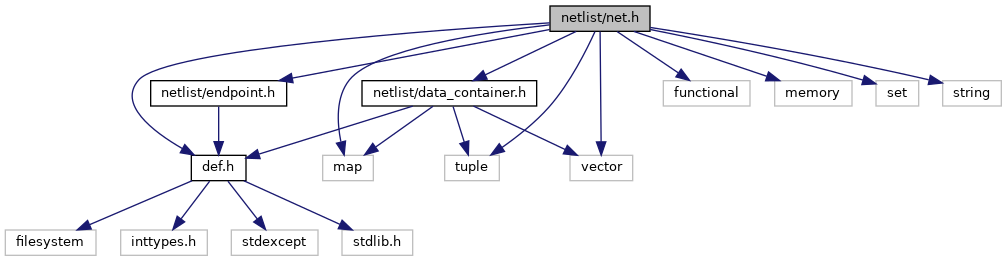 netlist/net.h
netlist/endpoint.h
netlist/data_container.h
functional
memory
set
string
def.h
map
tuple
vector
filesystem
inttypes.h
stdexcept
stdlib.h